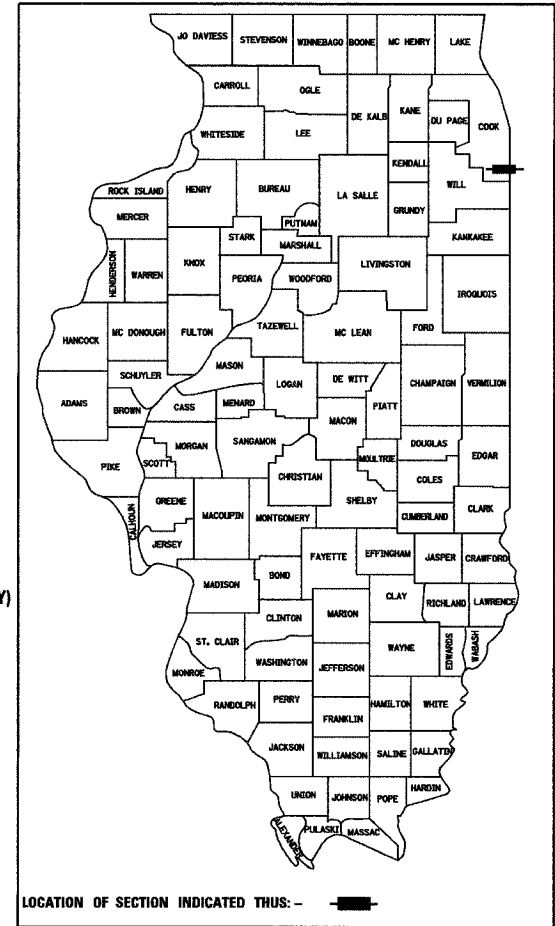 JO DAVIESS STEVENSON WINNEBAGO BOONE MC HENRY LAKE
CARROLL OGLE DE KALB KANE DU PAGE COOK
WHITESIDE LEE
KENDALL WILL
ROCK ISLAND HENRY BUREAU LA SALLE GRUNDY
MERCER PUTNAM KANKAKEE
STARK MARSHALL
HENDERSON WARREN KNOX PEORIA WOODFORD LIVINGSTON IROQUOIS
HANCOCK MC DONOUGH FULTON TAZEWELL MC LEAN FORD
MASON
SCHUYLER LOGAN DE WITT CHAMPAIGN VERMILION
ADAMS BROWN CASS MENARD MACON PIATT
MORGAN SANGAMON DOUGLAS
PIKE SCOTT CHRISTIAN MOULTRIE COLES EDGAR
GREENE MACOUPIN MONTGOMERY SHELBY CUMBERLAND CLARK
CALHOUN JERSEY FAYETTE EFFINGHAM JASPER CRAWFORD
MADISON BOND CLAY RICHLAND LAWRENCE
Y)
CLINTON MARION
ST. CLAIR WAYNE EDWARDS WABASH
WASHINGTON JEFFERSON
MONROE
RANDOLPH PERRY HAMILTON WHITE
FRANKLIN
JACKSON WILLIAMSON SALINE GALLATIN
UNION JOHNSON POPE HARDIN
ALEXANDER PULASKI MASSAC
LOCATION OF SECTION INDICATED THUS: –